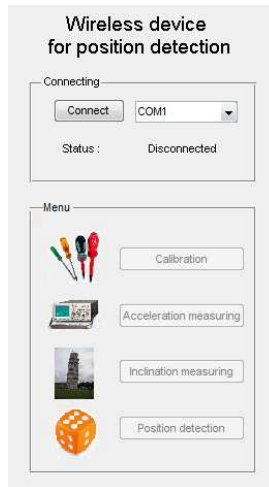 Wireless device
for position detection
Connecting
Connect COM1
Status : Disconnected
Menu
Calibration
Acceleration measuring
Inclination measuring
Position detection